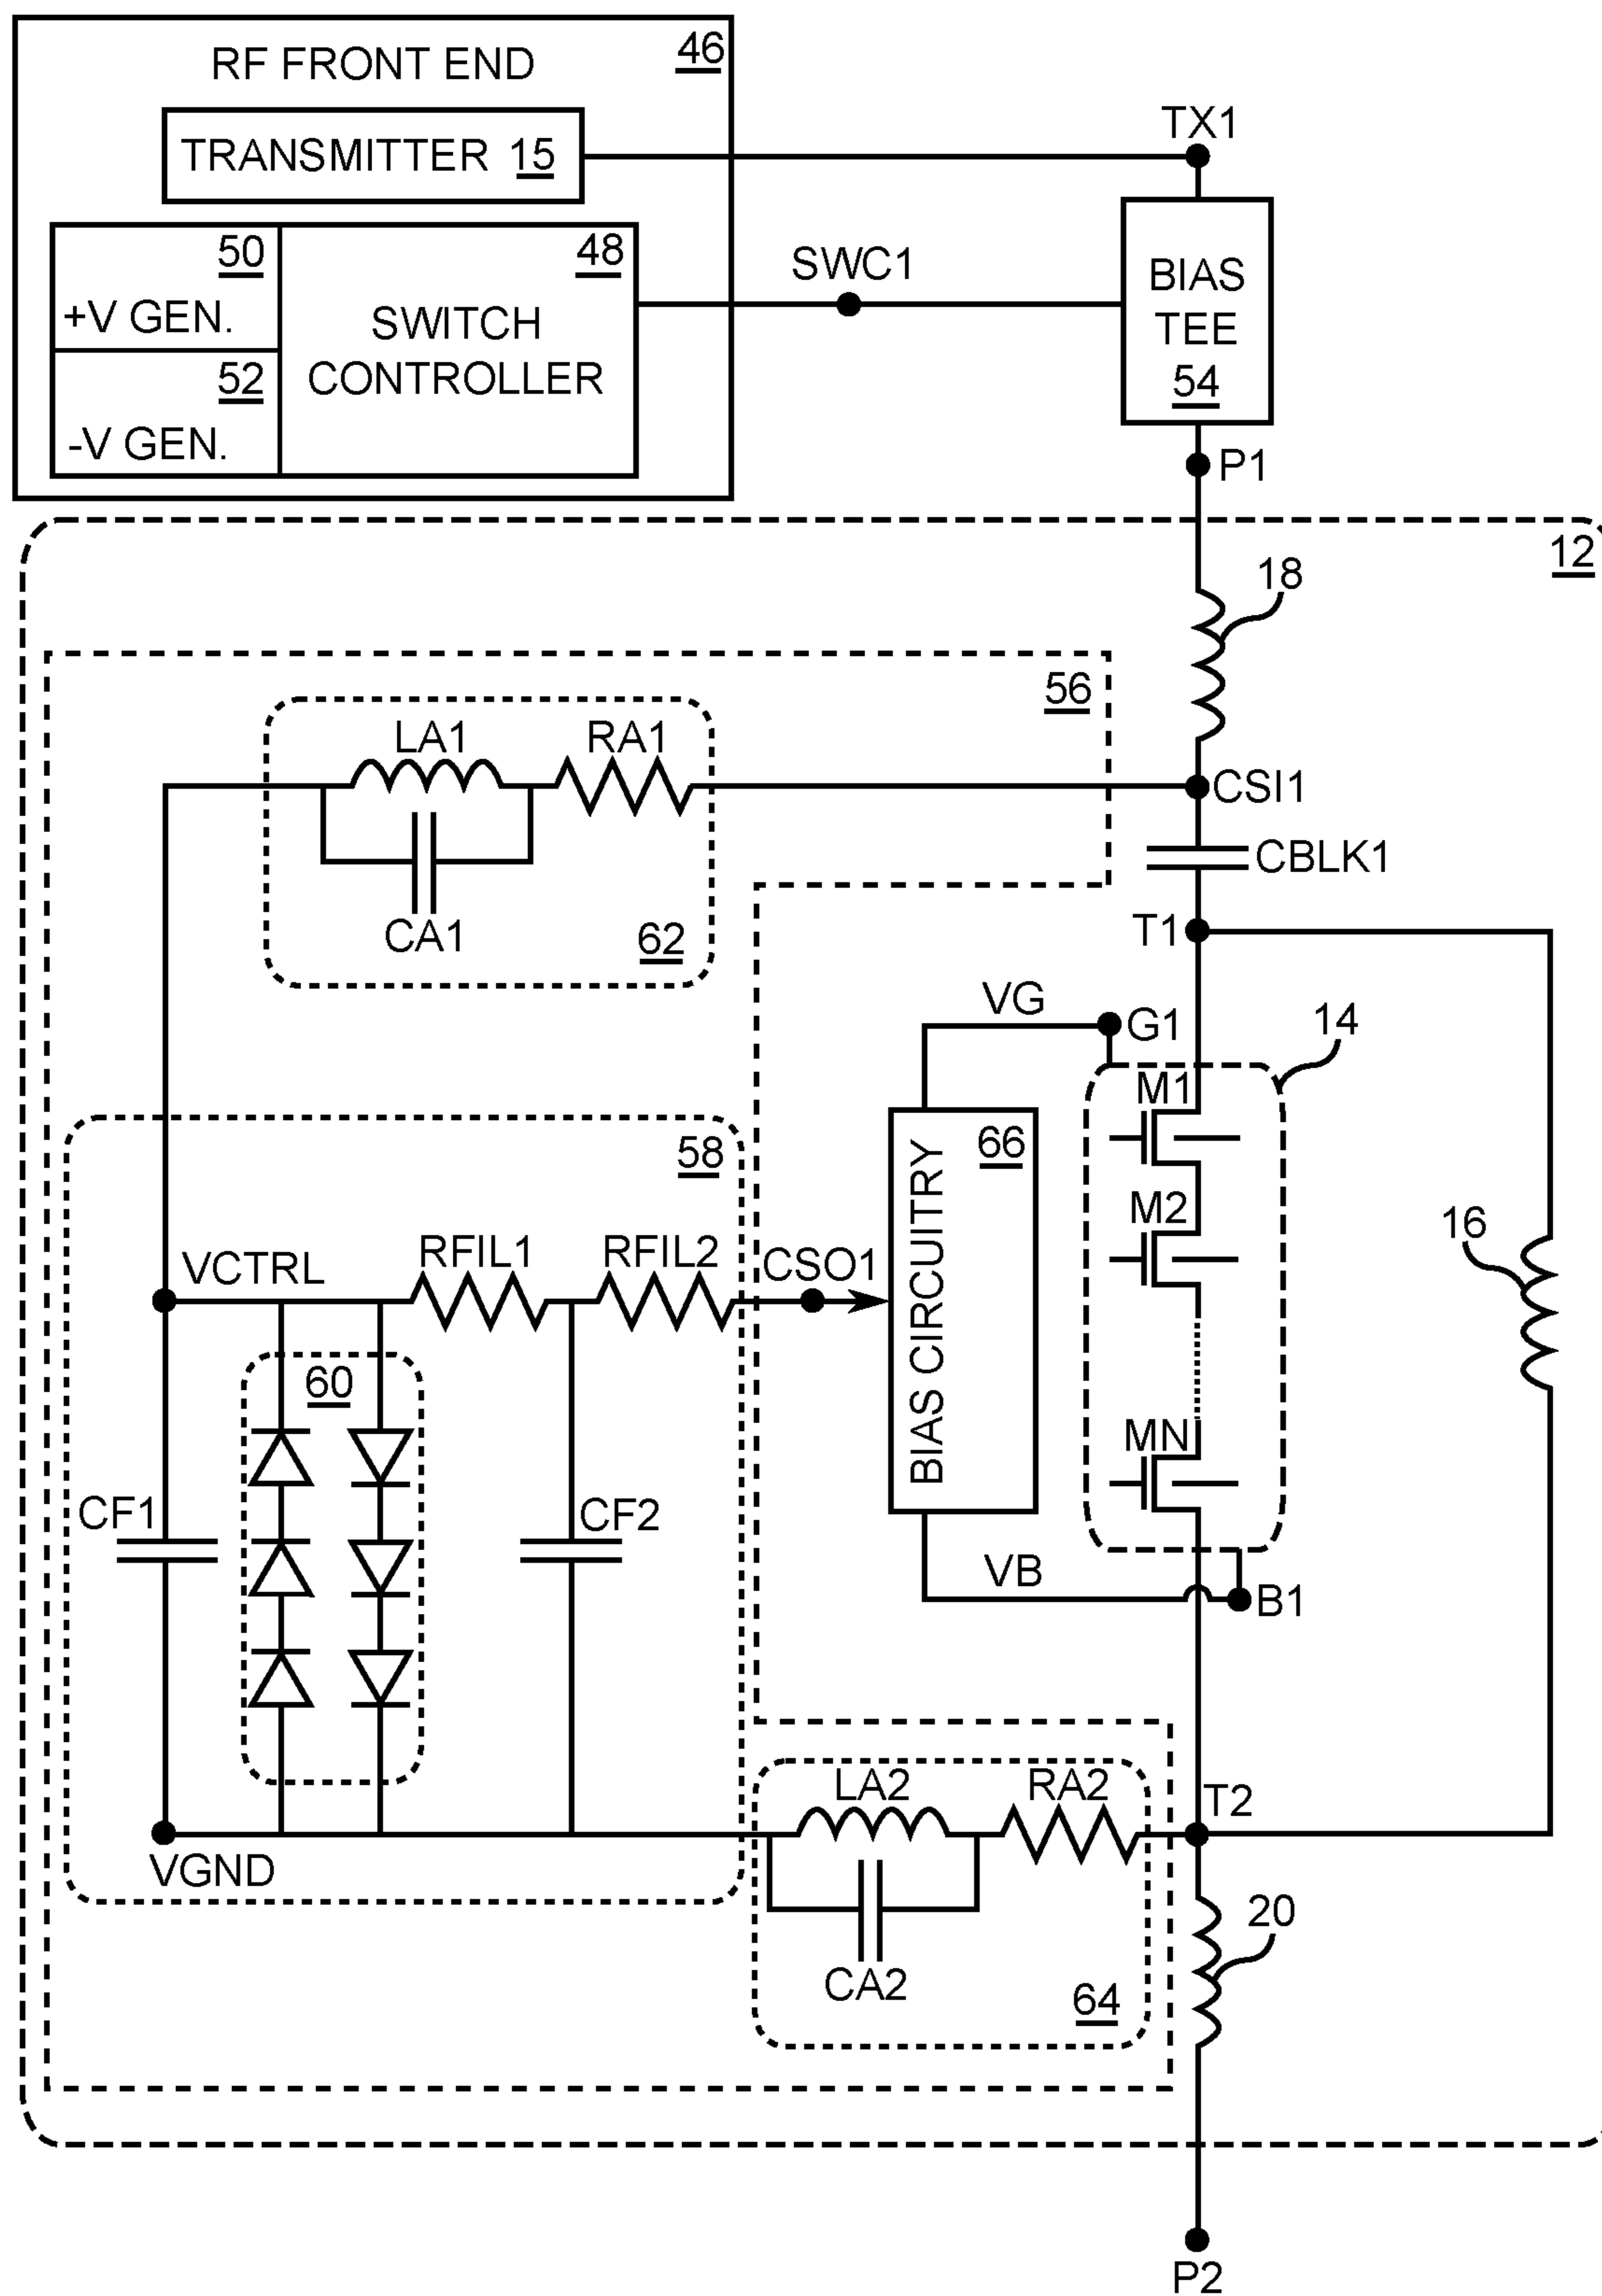 RF FRONT END
46
TRANSMITTER 15
TX1
50
+V GEN.
48
SWITCH
CONTROLLER
52
-V GEN.
SWC1
BIAS
TEE
54
P1
12
18
56
LA1
RA1
CSI1
CA1
62
CBLK1
T1
VG
G1
14
M1
58
BIAS CIRCUITRY
66
M2
16
VCTRL
RFIL1
RFIL2
CSO1
60
MN
CF1
CF2
VB
B1
LA2
RA2
T2
VGND
20
CA2
64
P2